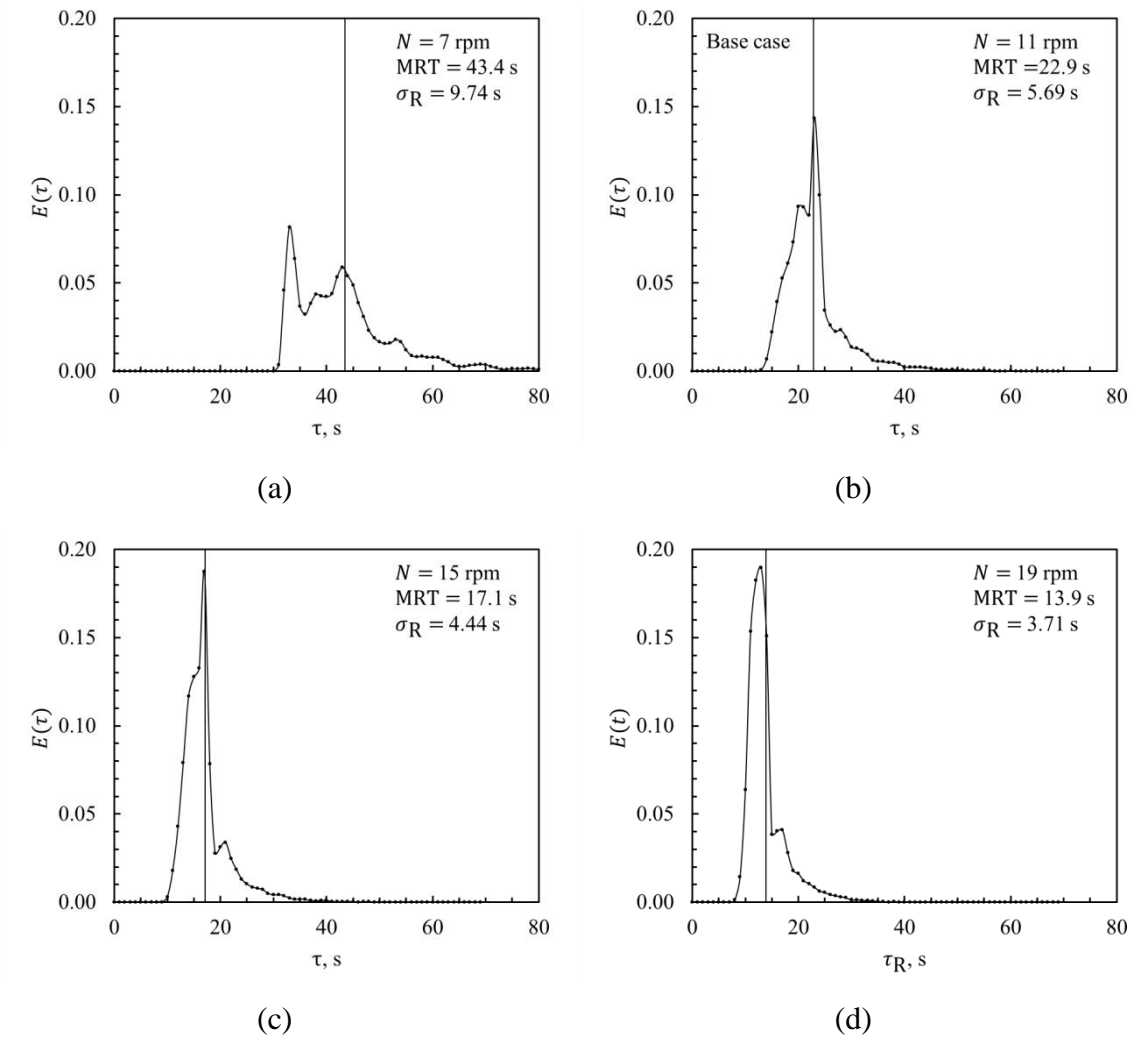 0.20
0.15
0.10
0.05
0.00
E(τ)
0 20 40 60 80
τ, s
N = 7 rpm
MRT = 43.4 s
σR = 9.74 s
(a)
0.20
0.15
0.10
0.05
0.00
E(τ)
0 20 40 60 80
τ, s
Base case
N = 11 rpm
MRT =22.9 s
σR = 5.69 s
(b)
0.20
0.15
0.10
0.05
0.00
E(τ)
0 20 40 60 80
τ, s
N = 15 rpm
MRT = 17.1 s
σR = 4.44 s
(c)
0.20
0.15
0.10
0.05
0.00
E(t)
0 20 40 60 80
τR, s
N = 19 rpm
MRT = 13.9 s
σR = 3.71 s
(d)